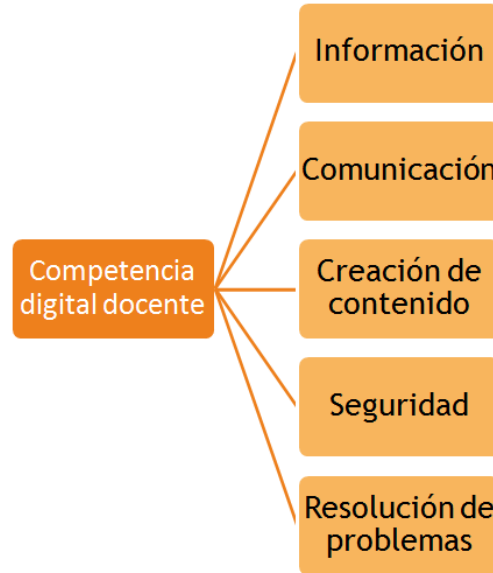 Información
Comunicación
Competencia
digital docente
Creación de
contenido
Seguridad
Resolución de
problemas